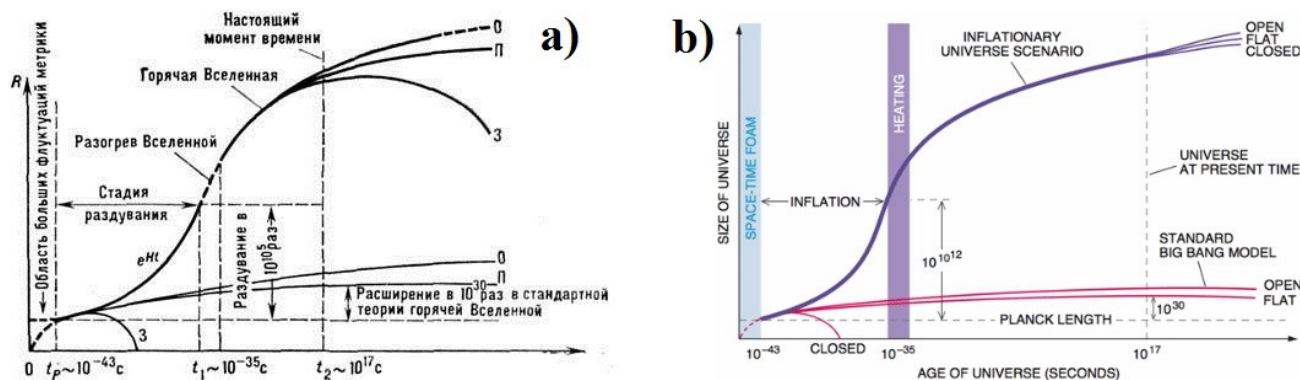 a)
R
Область больших флуктуаций метрики
Настоящий
момент времени
Горячая Вселенная
Разогрев Вселенной
Стадия
раздувания
e^Ht
Раздувание в
10^10^5 раз
О
П
З
О
П
З
Расширение в 10^30 раз в стандартной
теории горячей Вселенной
0
t_P~10^-43 с
t_1~10^-35 с
t_2~10^17 с
b)
SIZE OF UNIVERSE
SPACE-TIME FOAM
INFLATION
HEATING
INFLATIONARY
UNIVERSE SCENARIO
OPEN
FLAT
CLOSED
UNIVERSE
AT PRESENT TIME
10^10^12
STANDARD
BIG BANG MODEL
OPEN
FLAT
10^30
PLANCK LENGTH
CLOSED
10^-43
10^-35
10^17
AGE OF UNIVERSE (SECONDS)